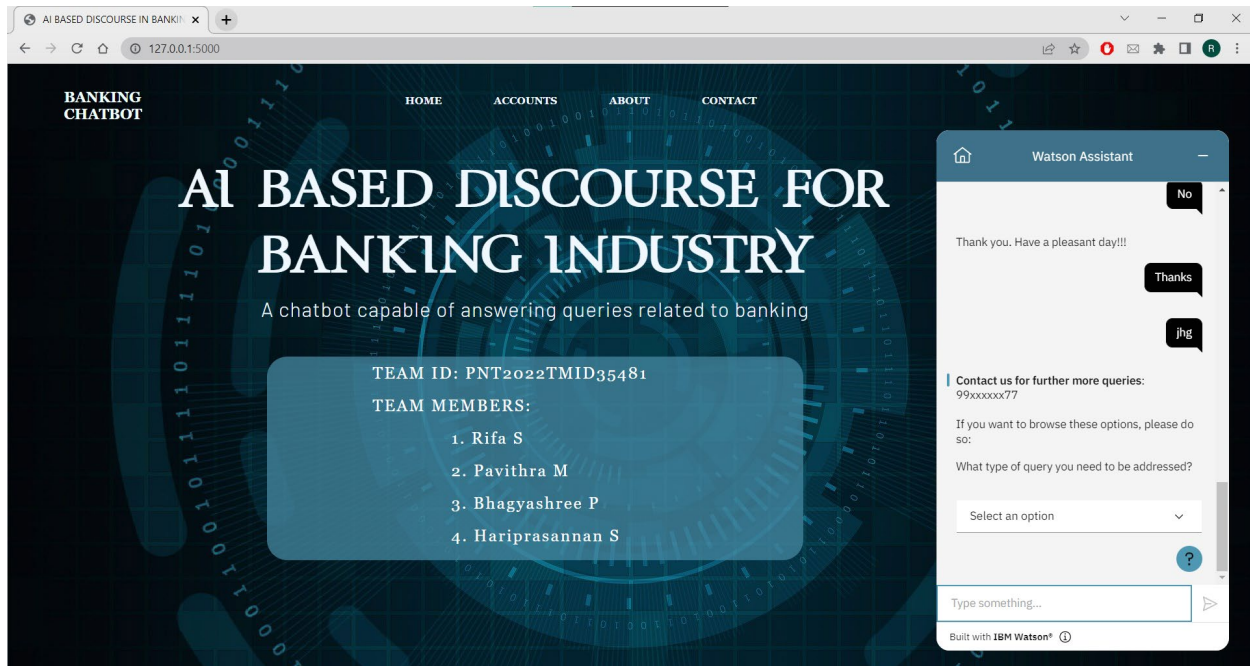 AI BASED DISCOURSE IN BANKIN
127.0.0.1:5000
R
BANKING
CHATBOT
HOME ACCOUNTS ABOUT CONTACT
AI BASED DISCOURSE FOR
BANKING INDUSTRY
A chatbot capable of answering queries related to banking
TEAM ID: PNT2022TMID35481
TEAM MEMBERS:
1. Rifa S
2. Pavithra M
3. Bhagyashree P
4. Hariprasannan S
Watson Assistant
No
Thank you. Have a pleasant day!!!
Thanks
jhg
Contact us for further more queries:
99xxxxxx77
If you want to browse these options, please do
so:
What type of query you need to be addressed?
Select an option
?
Type something...
Built with IBM Watson®